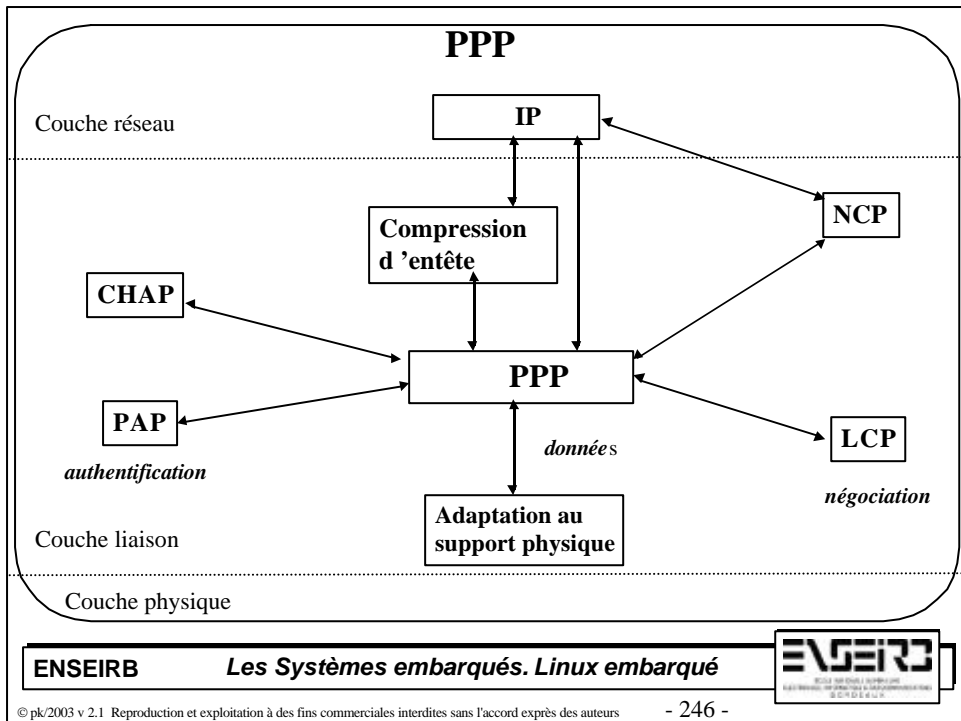 PPP
IP
Couche réseau
NCP
Compression
d ’entête
CHAP
PPP
PAP
LCP
authentification
données
négociation
Adaptation au
support physique
Couche liaison
Couche physique
ENSEIRB
Les Systèmes embarqués. Linux embarqué
ENSEIRB
BORDEAUX
© pk/2003 v 2.1 Reproduction et exploitation à des fins commerciales interdites sans l'accord exprès des auteurs
- 246 -